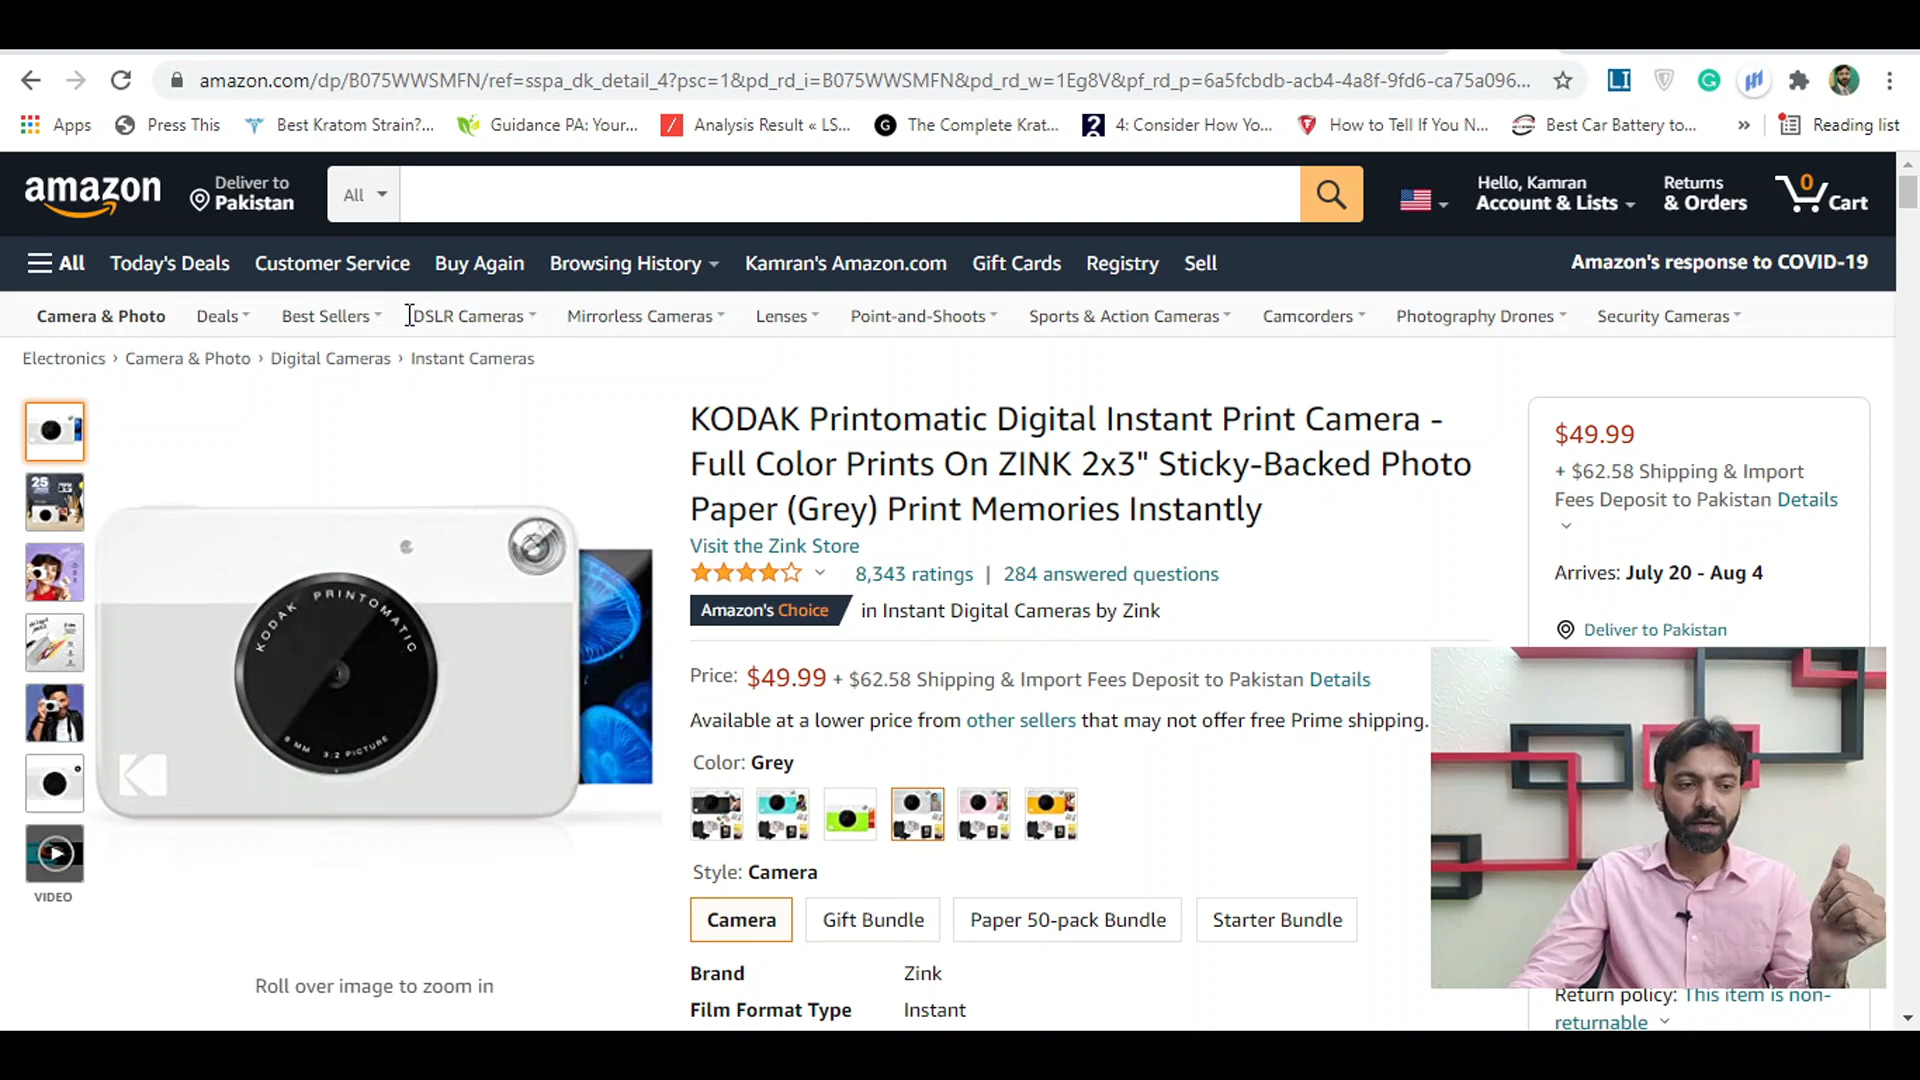 amazon.com/dp/B075WWSMFN/ref=sspa_dk_detail_4?psc=1&pd_rd_i=B075WWSMFN&pd_rd_w=1Eg8V&pf_rd_p=6a5fcbdb-acb4-4a8f-9fd6-ca75a096...
Apps Press This Best Kratom Strain?... Guidance PA: Your... Analysis Result « LS... The Complete Krat... 4: Consider How Yo... How to Tell If You N... Best Car Battery to... » Reading list
amazon
Deliver to
Pakistan
All
Hello, Kamran
Account & Lists
Returns
& Orders
0
Cart
All Today's Deals Customer Service Buy Again Browsing History Kamran's Amazon.com Gift Cards Registry Sell Amazon's response to COVID-19
Camera & Photo Deals Best Sellers DSLR Cameras Mirrorless Cameras Lenses Point-and-Shoots Sports & Action Cameras Camcorders Photography Drones Security Cameras
Electronics › Camera & Photo › Digital Cameras › Instant Cameras
25
KODAK PRINTOMATIC
8 MM 3:2 PICTURE
VIDEO
Roll over image to zoom in
KODAK Printomatic Digital Instant Print Camera -
Full Color Prints On ZINK 2x3" Sticky-Backed Photo
Paper (Grey) Print Memories Instantly
Visit the Zink Store
8,343 ratings | 284 answered questions
Amazon's Choice in Instant Digital Cameras by Zink
Price: $49.99 + $62.58 Shipping & Import Fees Deposit to Pakistan Details
Available at a lower price from other sellers that may not offer free Prime shipping.
Color: Grey
Style: Camera
Camera Gift Bundle Paper 50-pack Bundle Starter Bundle
Brand Zink
Film Format Type Instant
$49.99
+ $62.58 Shipping & Import
Fees Deposit to Pakistan Details
Arrives: July 20 - Aug 4
Deliver to Pakistan
Return policy: This item is non-
returnable